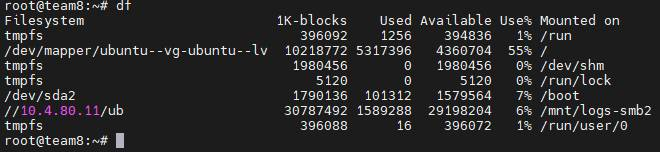 root@team8:~# df
Filesystem                        1K-blocks    Used Available Use% Mounted on
tmpfs                                396092    1256    394836   1% /run
/dev/mapper/ubuntu--vg-ubuntu--lv  10218772 5317396   4360704  55% /
tmpfs                               1980456       0   1980456   0% /dev/shm
tmpfs                                  5120       0      5120   0% /run/lock
/dev/sda2                           1790136  101312   1579564   7% /boot
//10.4.80.11/ub                    30787492 1589288  29198204   6% /mnt/logs-smb2
tmpfs                                396088      16    396072   1% /run/user/0
root@team8:~#